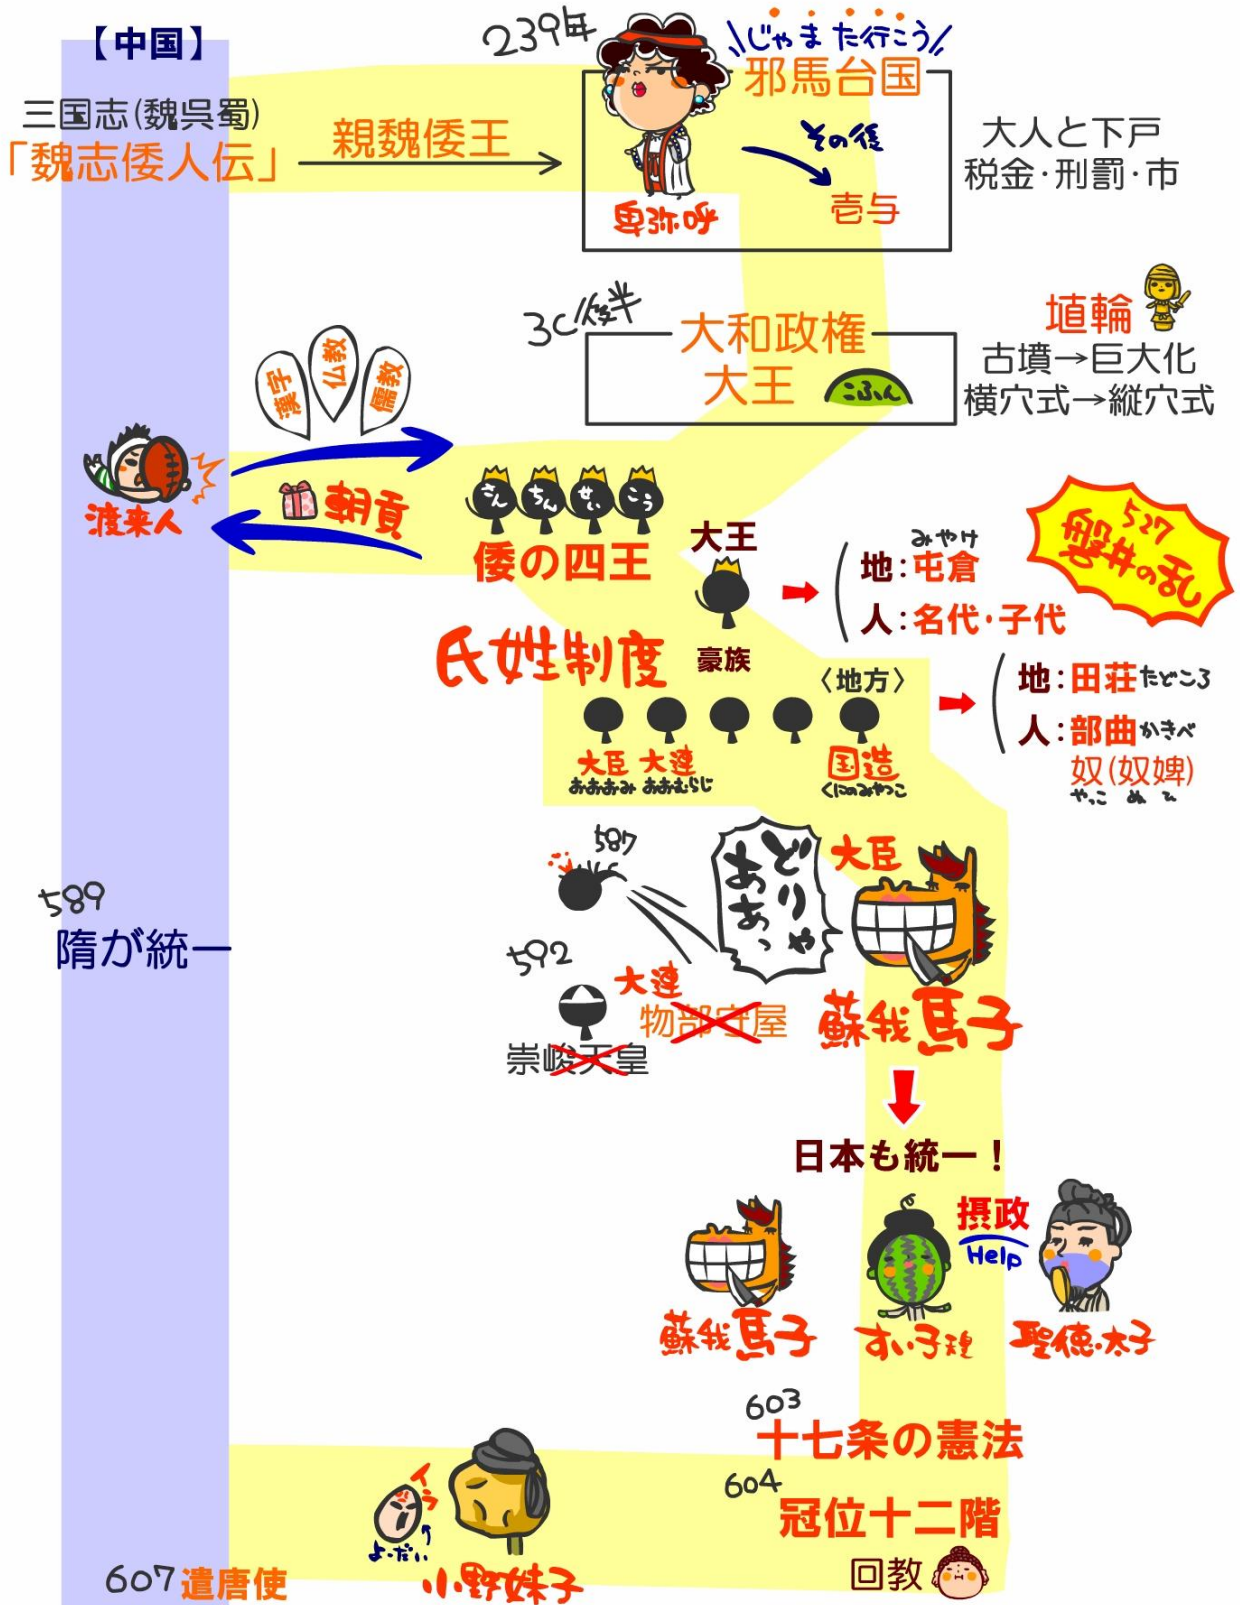 【中国】
239年
じゃまた行こう
邪馬台国
三国志(魏呉蜀)
「魏志倭人伝」
親魏倭王
卑弥呼
その後
壱与
大人と下戸
税金・刑罰・市
3C後半
大和政権
大王
こふん
埴輪
古墳→巨大化
横穴式→縦穴式
漢字
仏教
儒教
渡来人
朝貢
さん
ちん
せい
こう
倭の四王
大王
みやけ
地：屯倉
人：名代・子代
527
磐井の乱
氏姓制度
豪族
〈地方〉
地：田荘たどころ
人：部曲かきべ
奴(奴婢)
やっこ ぬ ひ
大臣 大連
おおおみ おおむらじ
国造
くにのみやつこ
587
どりゃ
ああっ
大臣
589
隋が統一
592
大連
物部守屋
崇峻天皇
蘇我馬子
日本も統一！
摂政
Help
蘇我馬子
すい子
聖徳太子
603
十七条の憲法
604
冠位十二階
回教
イラ
よーだい
小野妹子
607 遣唐使